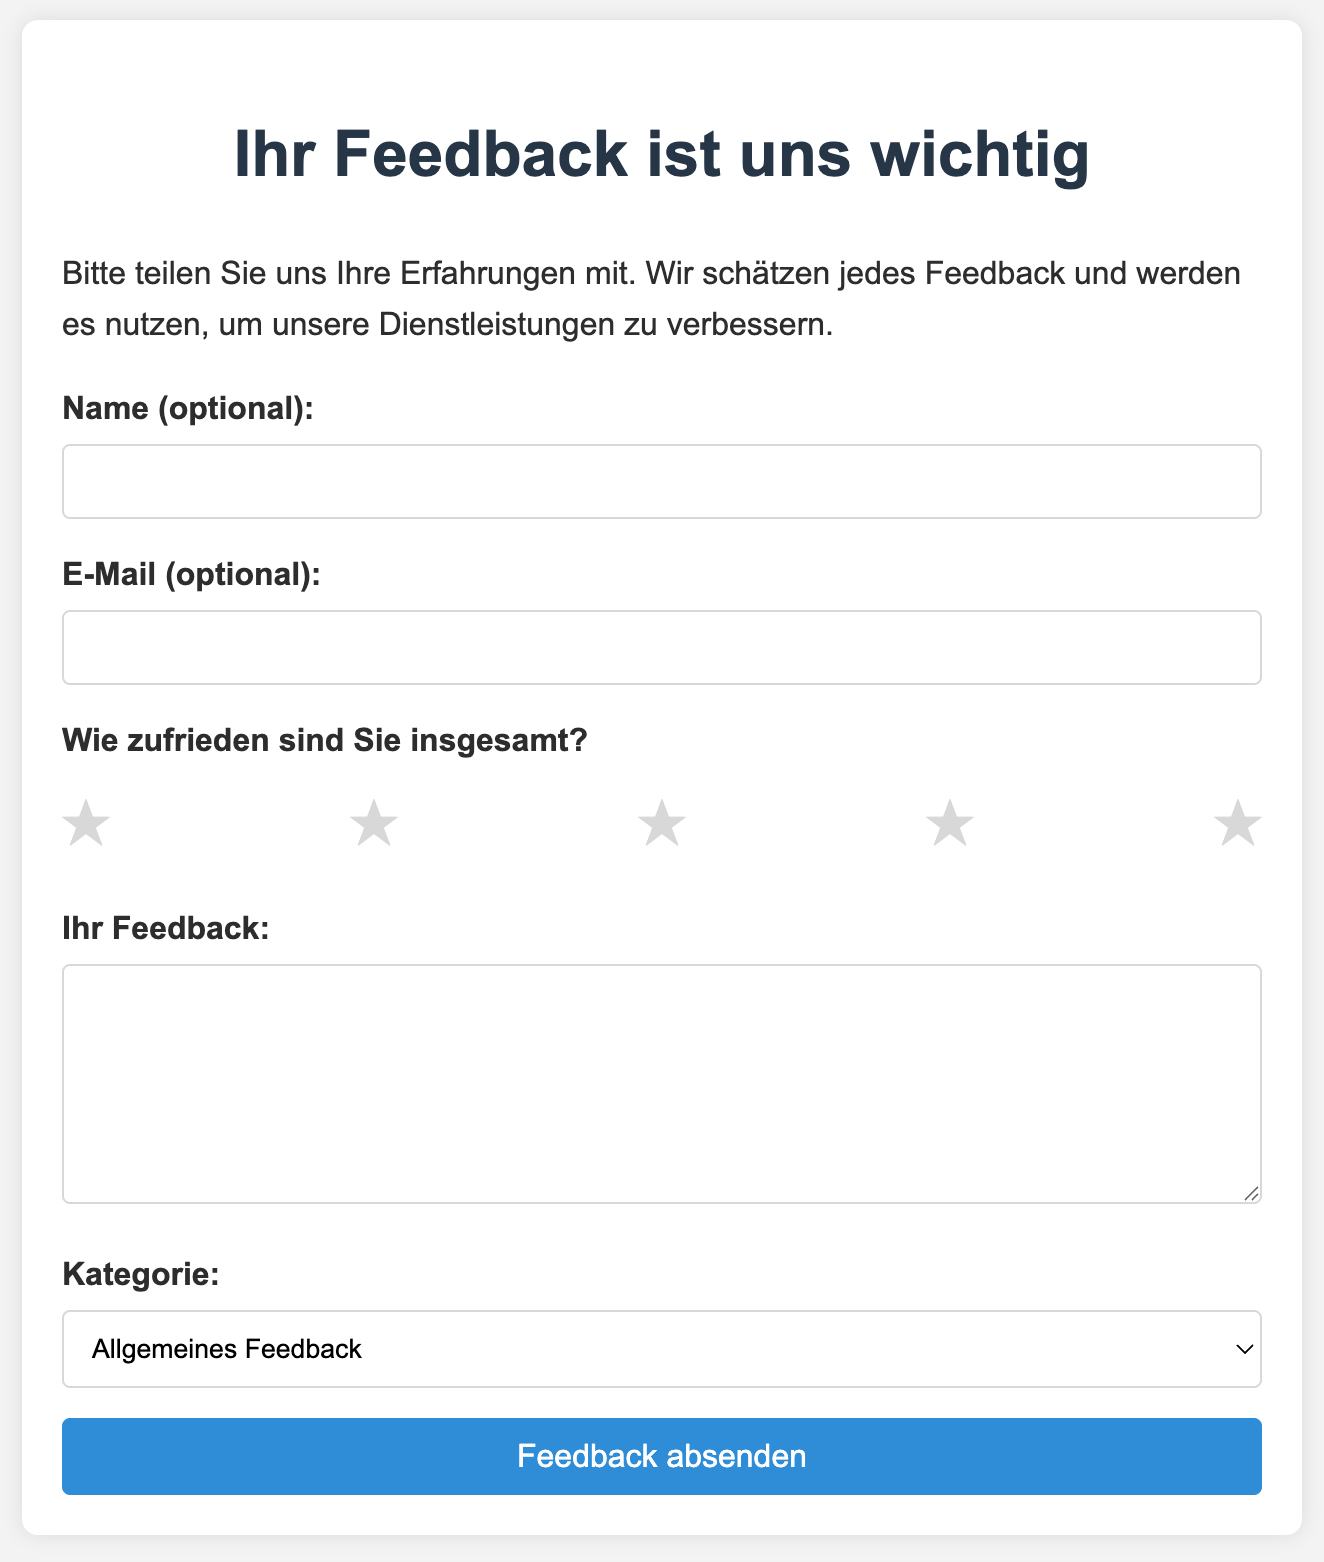 Ihr Feedback ist uns wichtig
Bitte teilen Sie uns Ihre Erfahrungen mit. Wir schätzen jedes Feedback und werden
es nutzen, um unsere Dienstleistungen zu verbessern.
Name (optional):
E-Mail (optional):
Wie zufrieden sind Sie insgesamt?
Ihr Feedback:
Kategorie:
Allgemeines Feedback
Feedback absenden